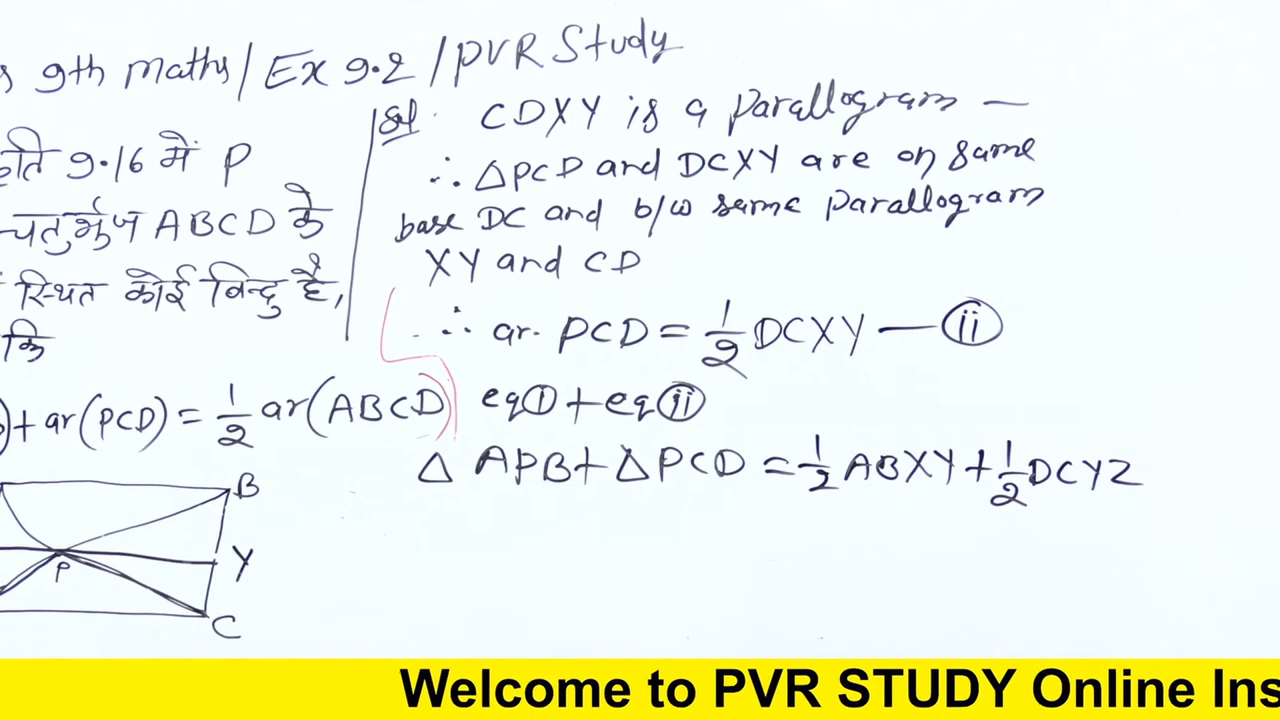 9th maths / Ex 9.2 / PVR Study
9.16 में P
चतुर्भुज ABCD के
स्थित कोई बिन्दु है,
कि
) + ar(PCD) = 1/2 ar(ABCD)
B
P
Y
C
Sol. CDXY is a Parallogram —
∴ △PCD and DCXY are on same
base DC and b/w same Parallogram
XY and CD
∴ ar. PCD = 1/2 DCXY — ii
eq i + eq ii
△ APB + △PCD = 1/2 ABXY + 1/2 DCYZ
Welcome to PVR STUDY Online Ins